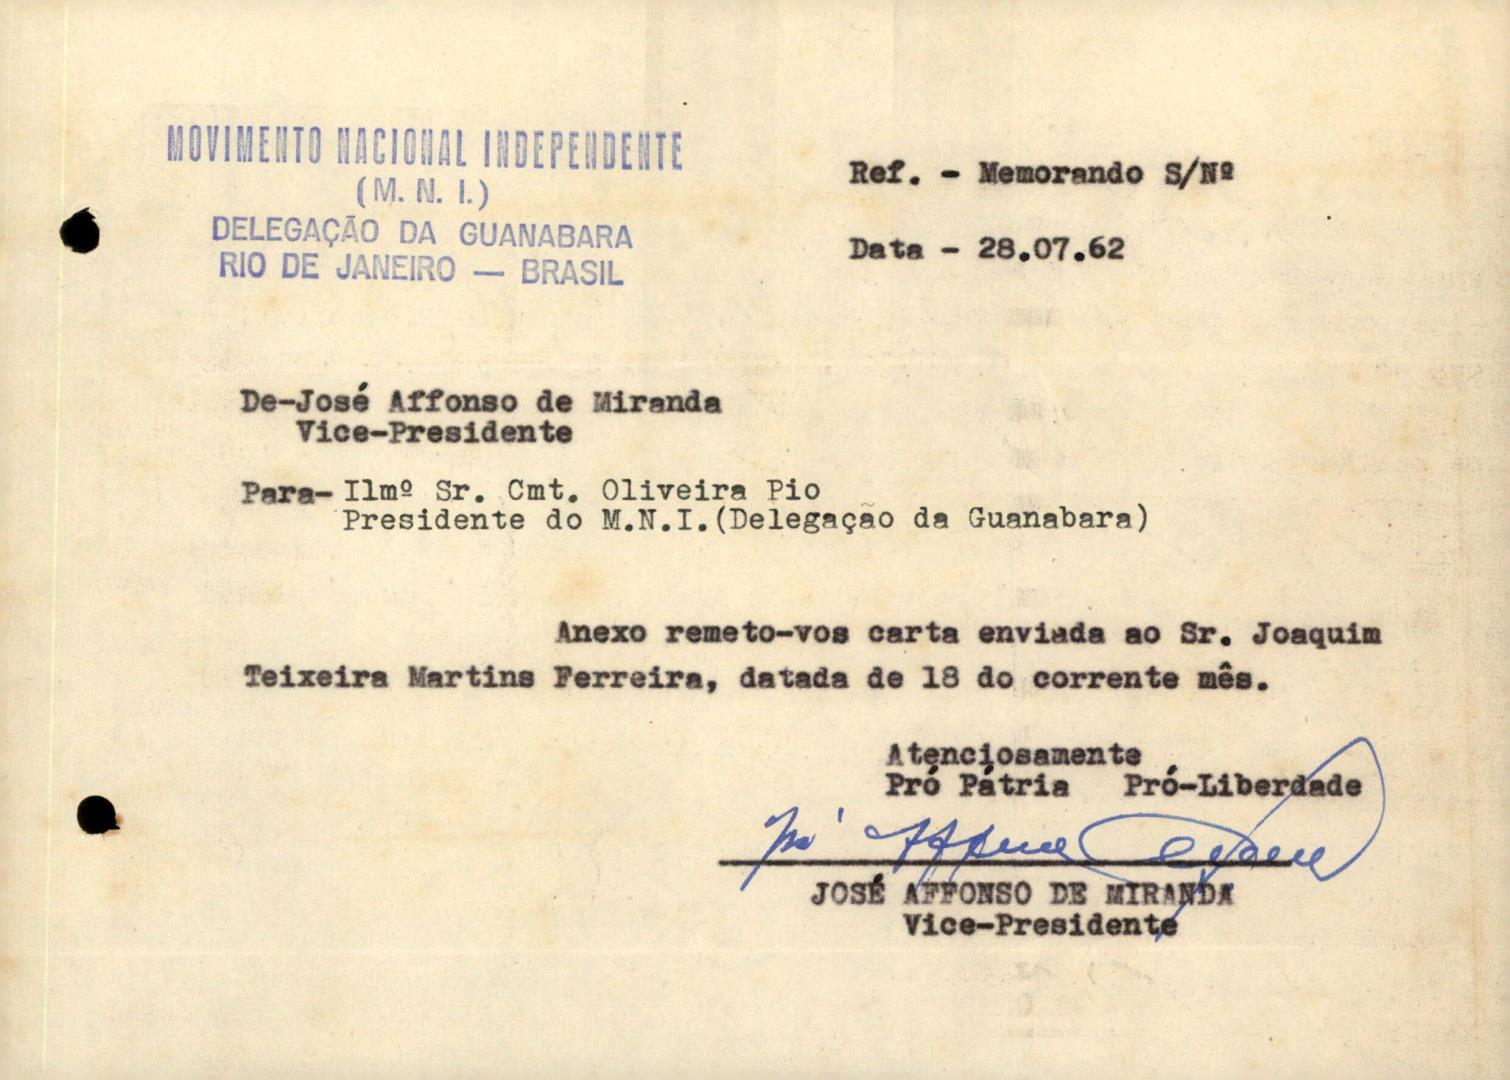 MOVIMENTO NACIONAL INDEPENDENTE
(M. N. I.)
DELEGAÇÃO DA GUANABARA
RIO DE JANEIRO — BRASIL
Ref. - Memorando S/Nº
Data - 28.07.62
De-José Affonso de Miranda
Vice-Presidente
Para- Ilmº Sr. Cmt. Oliveira Pio
Presidente do M.N.I.(Delegação da Guanabara)
Anexo remeto-vos carta enviada ao Sr. Joaquim
Teixeira Martins Ferreira, datada de 18 do corrente mês.
Atenciosamente
Pró Pátria Pró-Liberdade
JOSÉ AFFONSO DE MIRANDA
Vice-Presidente